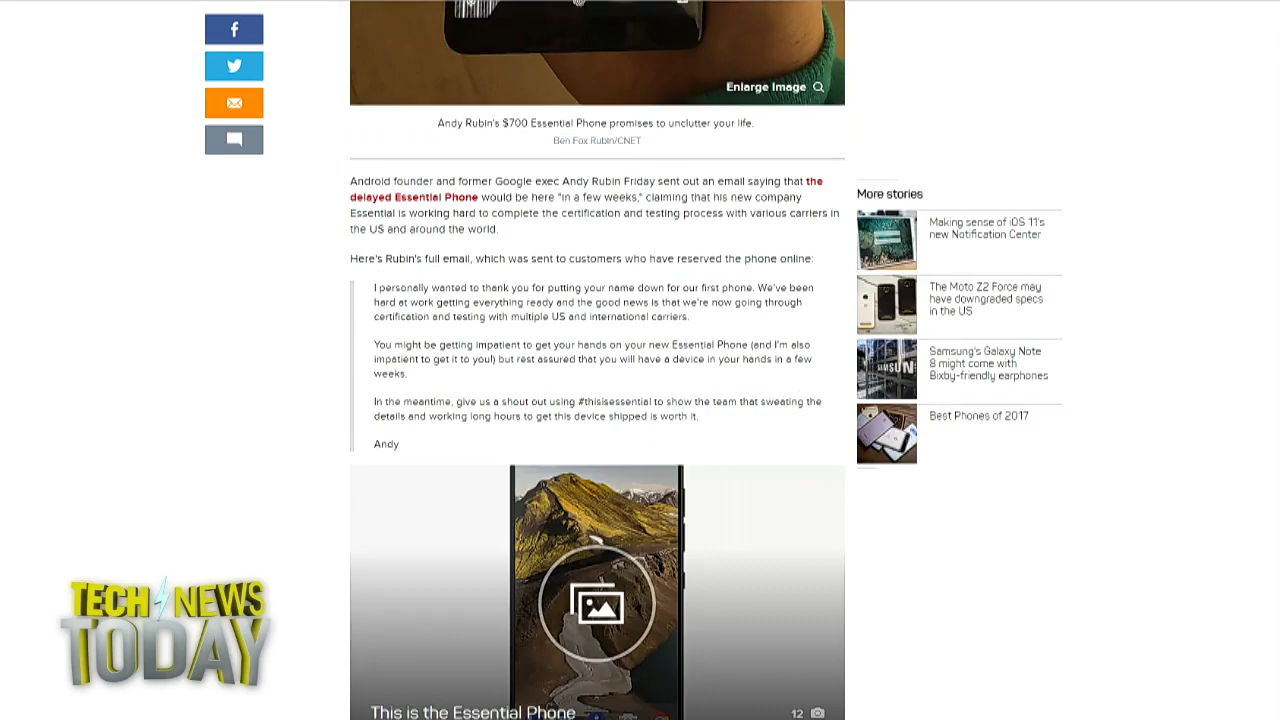 Enlarge Image
Andy Rubin's $700 Essential Phone promises to unclutter your life.
Ben Fox Rubin/CNET
Android founder and former Google exec Andy Rubin Friday sent out an email saying that the
delayed Essential Phone would be here "in a few weeks," claiming that his new company
Essential is working hard to complete the certification and testing process with various carriers in
the US and around the world.
Here's Rubin's full email, which was sent to customers who have reserved the phone online:
I personally wanted to thank you for putting your name down for our first phone. We've been
hard at work getting everything ready and the good news is that we're now going through
certification and testing with multiple US and international carriers.
You might be getting impatient to get your hands on your new Essential Phone (and I'm also
impatient to get it to you!) but rest assured that you will have a device in your hands in a few
weeks.
In the meantime, give us a shout out using #thisisessential to show the team that sweating the
details and working long hours to get this device shipped is worth it.
Andy
This is the Essential Phone
12
More stories
Making sense of iOS 11's
new Notification Center
The Moto Z2 Force may
have downgraded specs
in the US
Samsung's Galaxy Note
8 might come with
Bixby-friendly earphones
Best Phones of 2017
TECH NEWS
TODAY